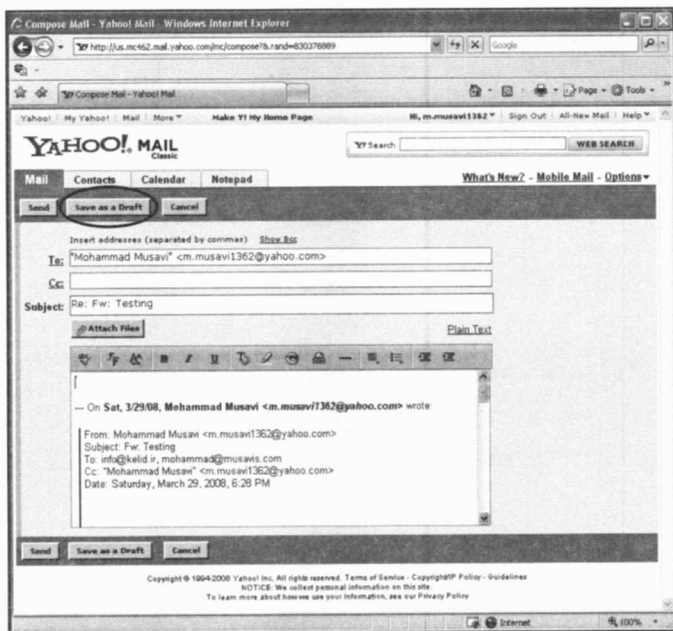 Compose Mail - Yahoo! Mail - Windows Internet Explorer
http://us.mc462.mail.yahoo.com/mc/compose?&.rand=830378889
Google
Compose Mail - Yahoo! Mail
Page
Tools
Yahoo! My Yahoo! Mail More
Make Y! My Home Page
Hi, m.musavi1362
Sign Out All-New Mail Help
YAHOO! MAIL
Classic
Search
WEB SEARCH
Mail Contacts Calendar Notepad
What's New? - Mobile Mail - Options
Send Save as a Draft Cancel
Insert addresses (separated by commas) Show Bcc
To: "Mohammad Musavi" <m.musavi1362@yahoo.com>
Cc:
Subject: Re: Fw: Testing
Attach Files
Plain Text
B I U
--- On Sat, 3/29/08, Mohammad Musavi <m.musavi1362@yahoo.com> wrote:
From: Mohammad Musavi <m.musavi1362@yahoo.com>
Subject: Fw: Testing
To: info@kelid.ir, mohammad@musavis.com
Cc: "Mohammad Musavi" <m.musavi1362@yahoo.com>
Date: Saturday, March 29, 2008, 6:28 PM
Send Save as a Draft Cancel
Copyright © 1994-2008 Yahoo! Inc. All rights reserved. Terms of Service - Copyright/IP Policy - Guidelines
NOTICE: We collect personal information on this site.
To learn more about how we use your information, see our Privacy Policy
Internet
100%